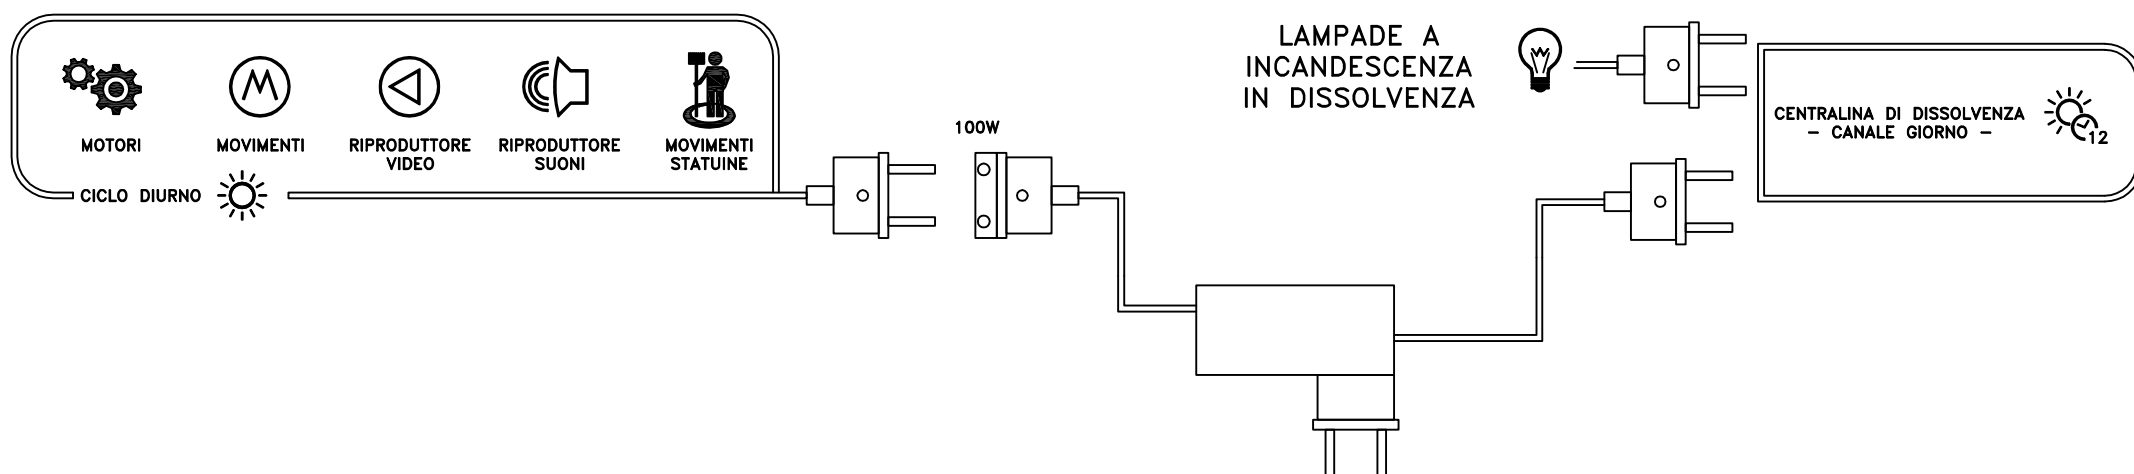 LAMPADE A
INCANDESCENZA
IN DISSOLVENZA
CENTRALINA DI DISSOLVENZA
- CANALE GIORNO -
12
100W
MOTORI
MOVIMENTI
RIPRODUTTORE
VIDEO
RIPRODUTTORE
SUONI
MOVIMENTI
STATUINE
CICLO DIURNO